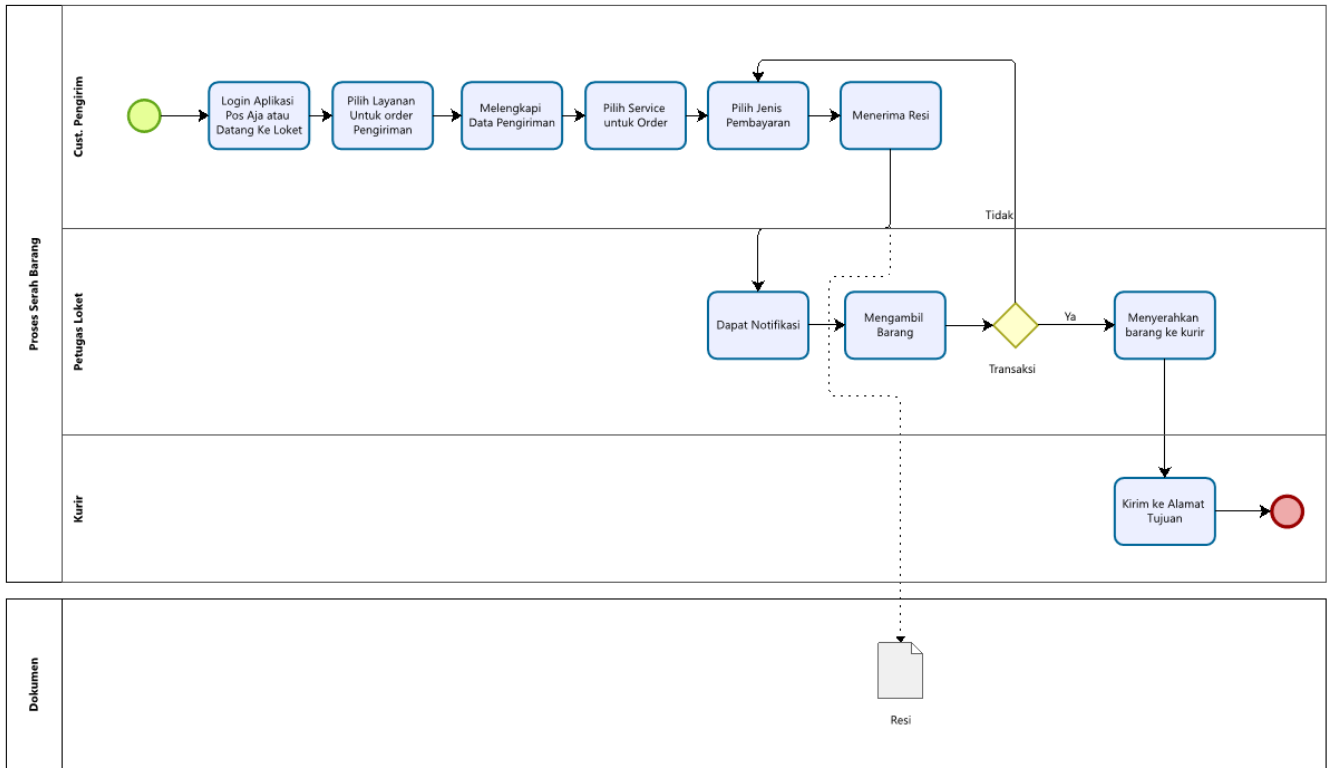 Proses Serah Barang
Cust. Pengirim
Login Aplikasi
Pos Aja atau
Datang Ke Loket
Pilih Layanan
Untuk order
Pengiriman
Melengkapi
Data Pengiriman
Pilih Service
untuk Order
Pilih Jenis
Pembayaran
Menerima Resi
Tidak
Petugas Loket
Dapat Notifikasi
Mengambil
Barang
Transaksi
Ya
Menyerahkan
barang ke kurir
Kurir
Kirim ke Alamat
Tujuan
Dokumen
Resi